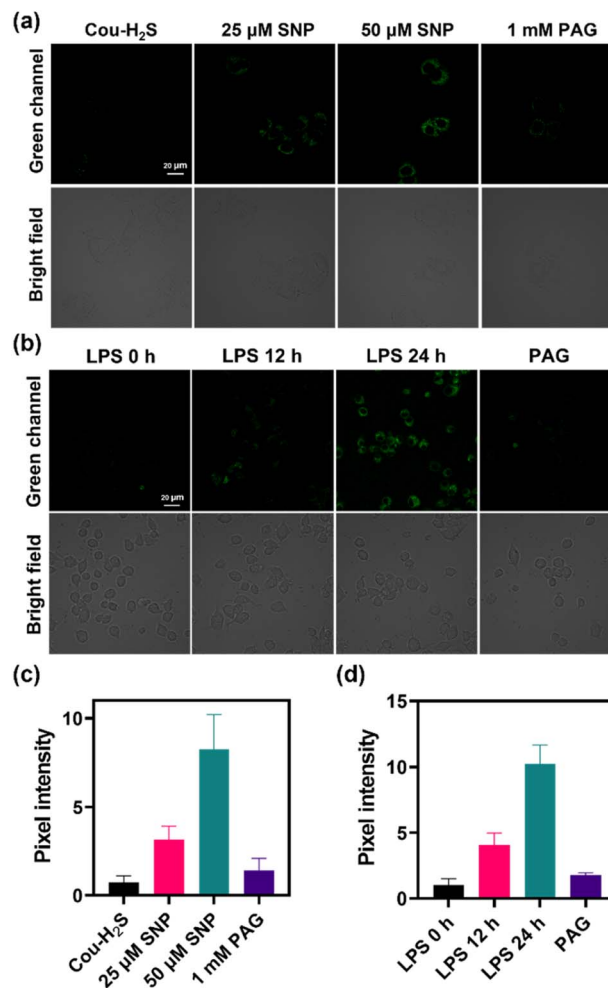 (a)
Cou-H₂S 25 µM SNP 50 µM SNP 1 mM PAG
Green channel
20 µm
Bright field
(b)
LPS 0 h LPS 12 h LPS 24 h PAG
Green channel
20 µm
Bright field
(c)
Pixel intensity
10
5
0
Cou-H₂S 25 µM SNP 50 µM SNP 1 mM PAG
(d)
Pixel intensity
15
10
5
0
LPS 0 h LPS 12 h LPS 24 h PAG